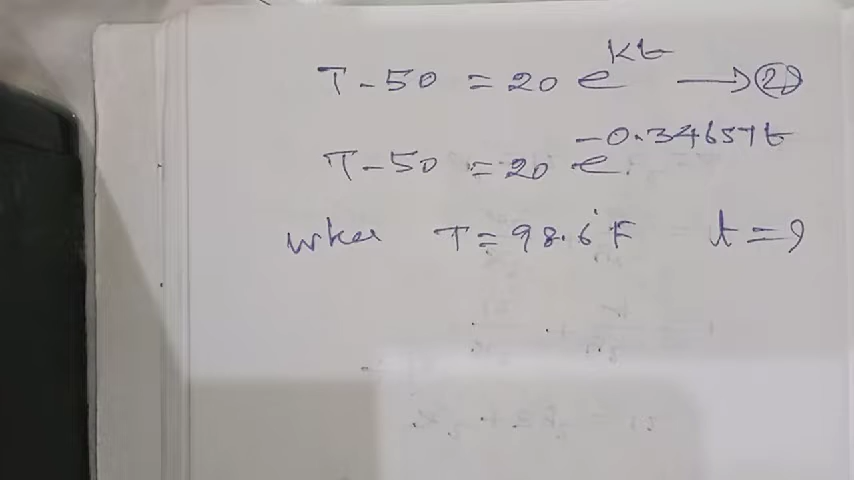 T - 50 = 20 e^{kt} → ②
T - 50 = 20 e^{-0.34657t}
when T = 98.6°F t = ?